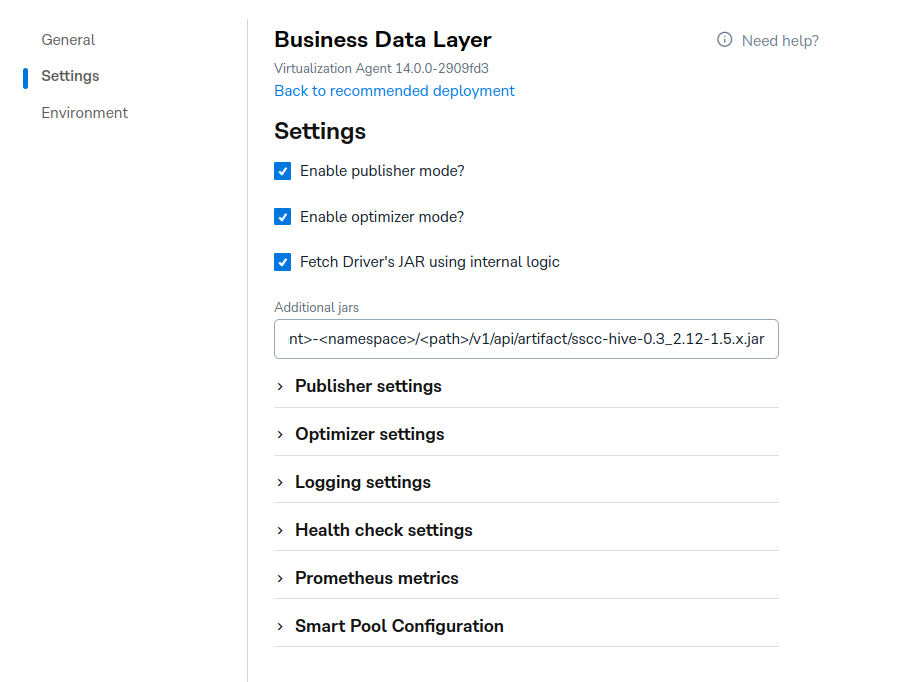 General
Settings
Environment
Business Data Layer
Need help?
Virtualization Agent 14.0.0-2909fd3
Back to recommended deployment
Settings
Enable publisher mode?
Enable optimizer mode?
Fetch Driver's JAR using internal logic
Additional jars
nt>-<namespace>/<path>/v1/api/artifact/sscc-hive-0.3_2.12-1.5.x.jar
Publisher settings
Optimizer settings
Logging settings
Health check settings
Prometheus metrics
Smart Pool Configuration